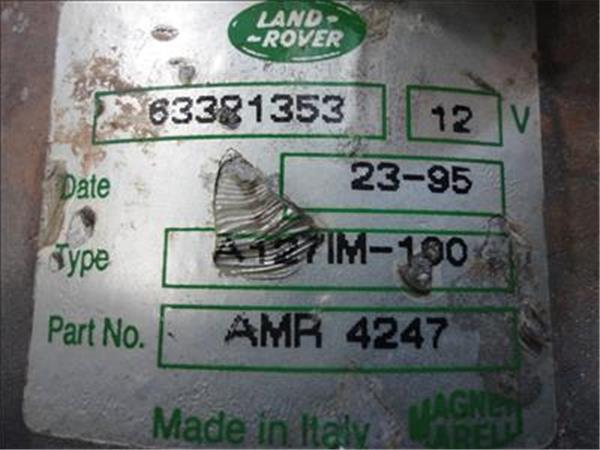 LAND-
-ROVER
63381353 12 V
Date 23-95
Type A127IM-100
Part No. AMR 4247
Made in Italy MAGNETI
MARELLI